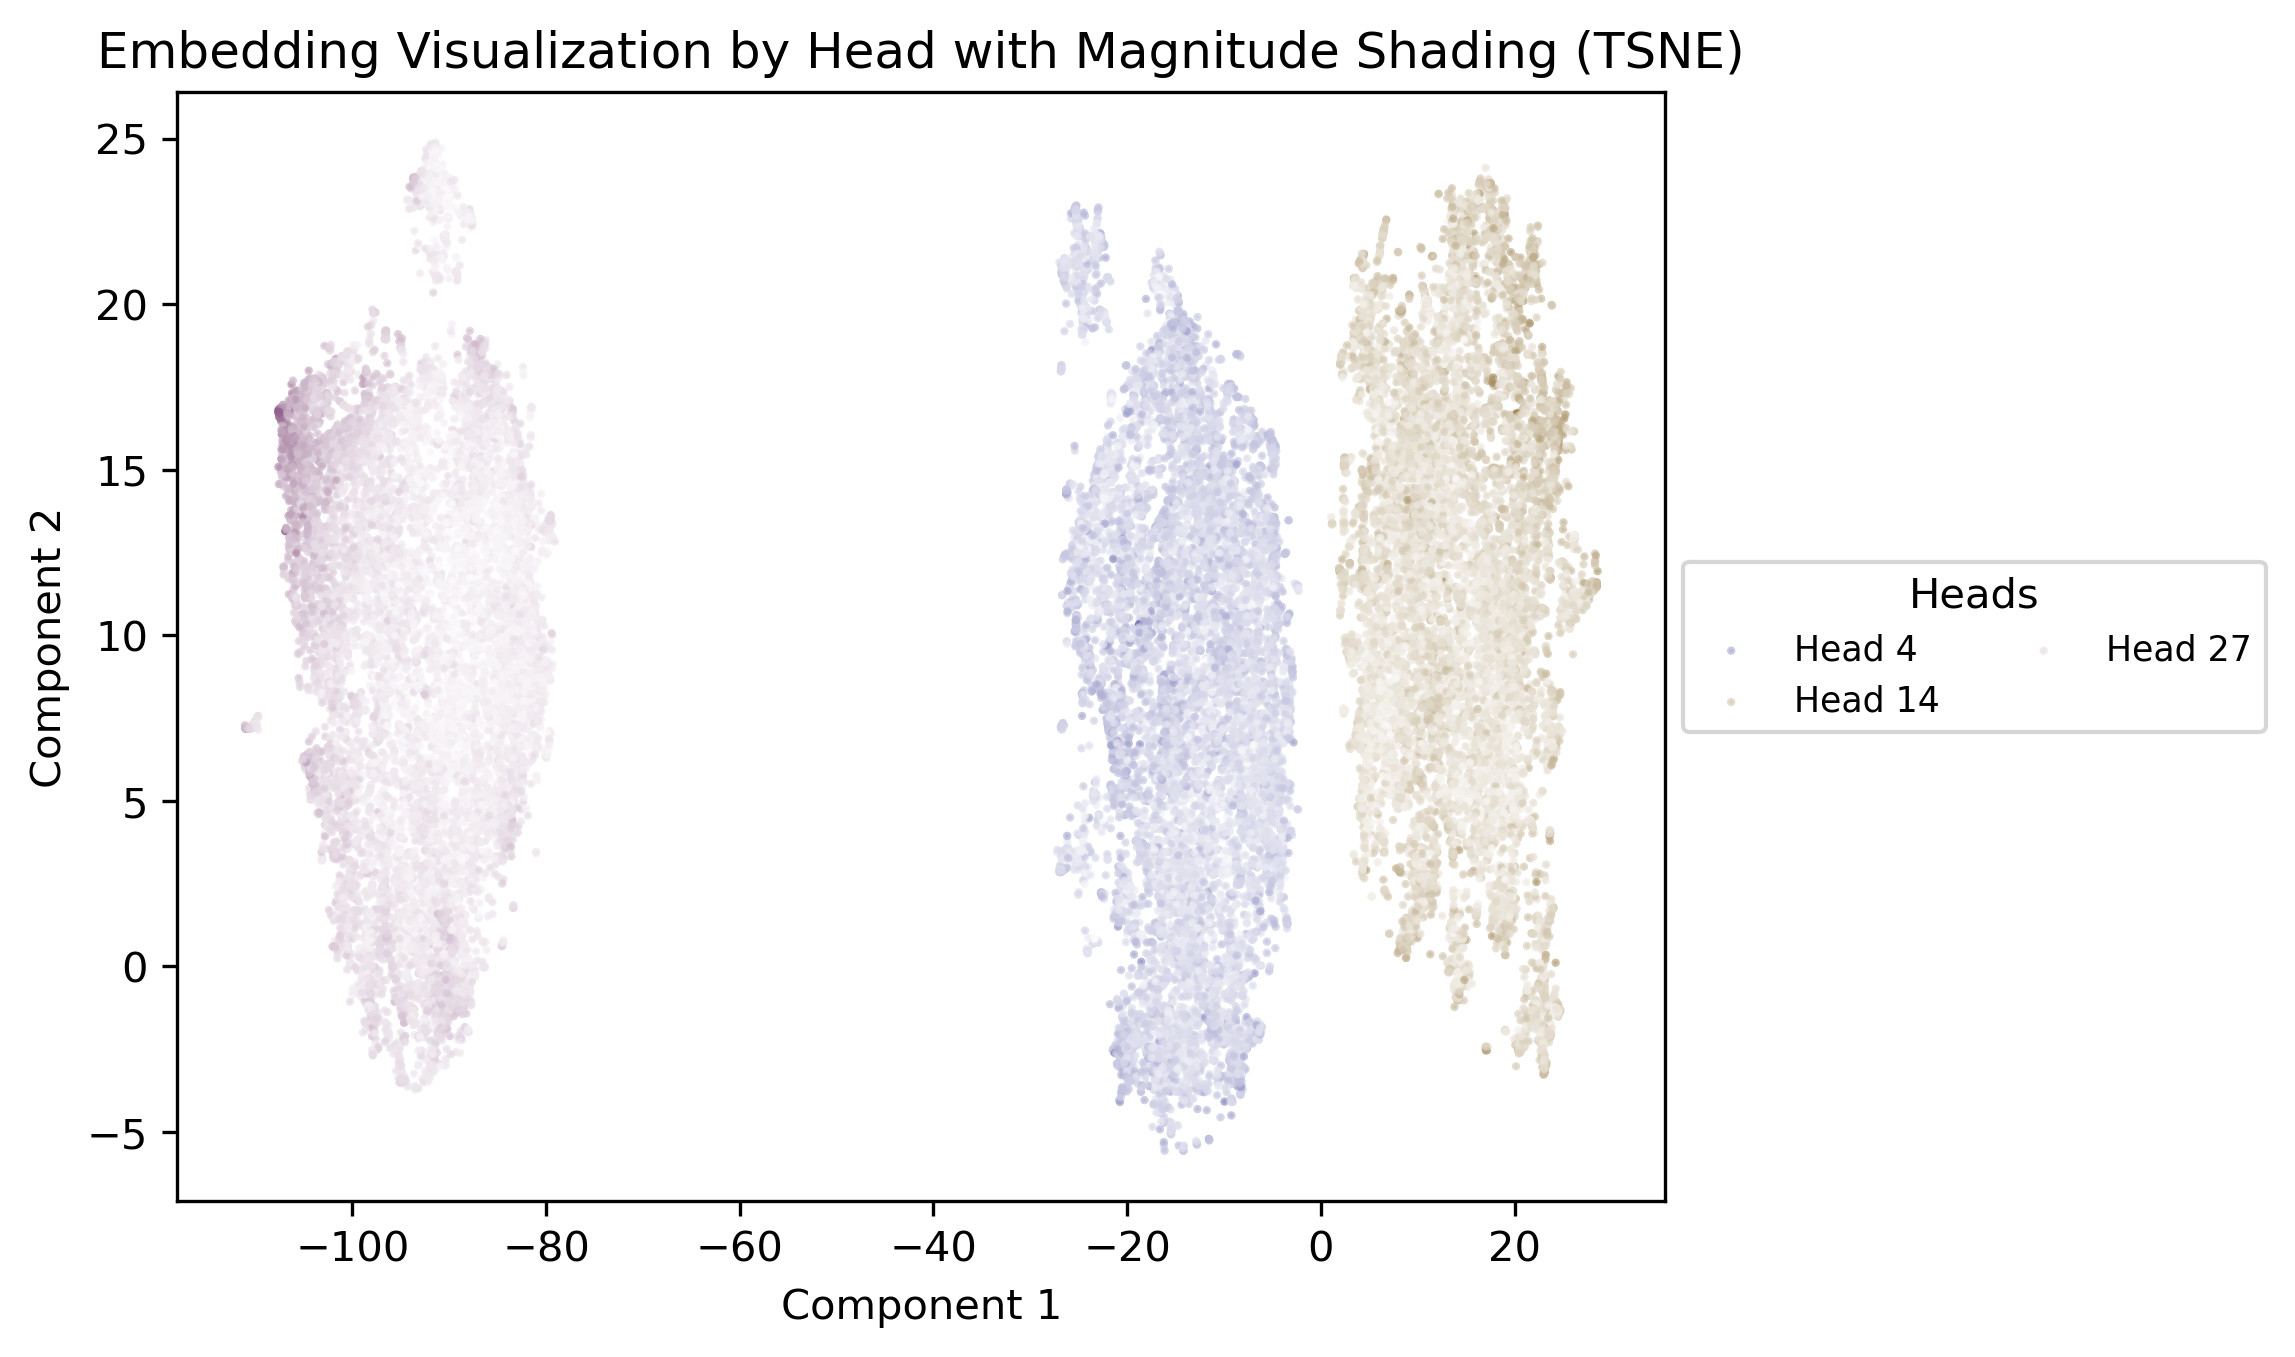 Embedding Visualization by Head with Magnitude Shading (TSNE)
25
20
15
10
5
0
−5
Component 2
−100
−80
−60
−40
−20
0
20
Component 1
Heads
Head 4
Head 14
Head 27